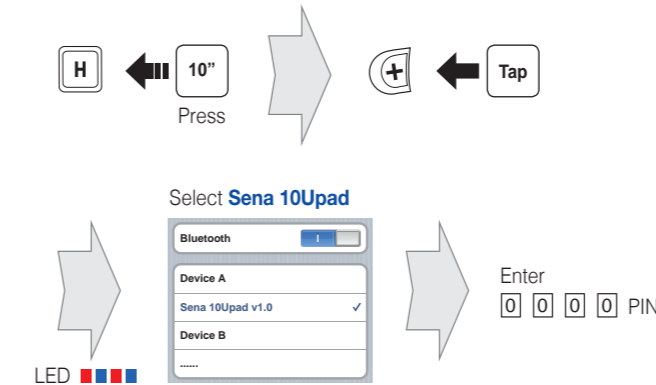 H
10”
+
Tap
Press
Select Sena 10Upad
Bluetooth
I
Device A
Sena 10Upad v1.0 ✓
Device B
......
Enter
0 0 0 0 PIN
LED